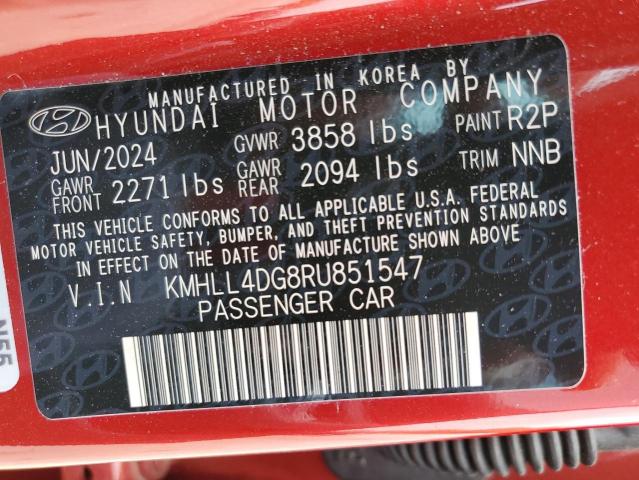 MANUFACTURED IN KOREA BY
HYUNDAI MOTOR COMPANY
JUN/2024 GVWR 3858 lbs PAINT R2P
GAWR FRONT 2271 lbs GAWR REAR 2094 lbs TRIM NNB
THIS VEHICLE CONFORMS TO ALL APPLICABLE U.S.A. FEDERAL
MOTOR VEHICLE SAFETY, BUMPER, AND THEFT PREVENTION STANDARDS
IN EFFECT ON THE DATE OF MANUFACTURE SHOWN ABOVE
V.I.N KMHLL4DG8RU851547
PASSENGER CAR
N55